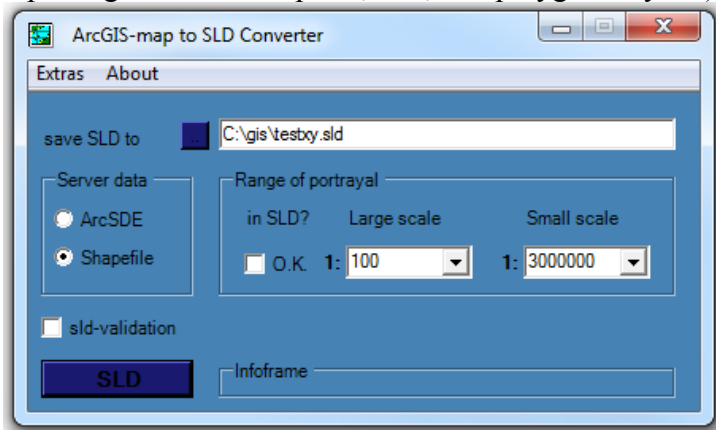 ArcGIS-map to SLD Converter
Extras About
save SLD to .. C:\gis\testxy.sld
Server data Range of portrayal
ArcSDE in SLD? Large scale Small scale
Shapefile O.K. 1: 100 1: 3000000
sld-validation
SLD Infoframe